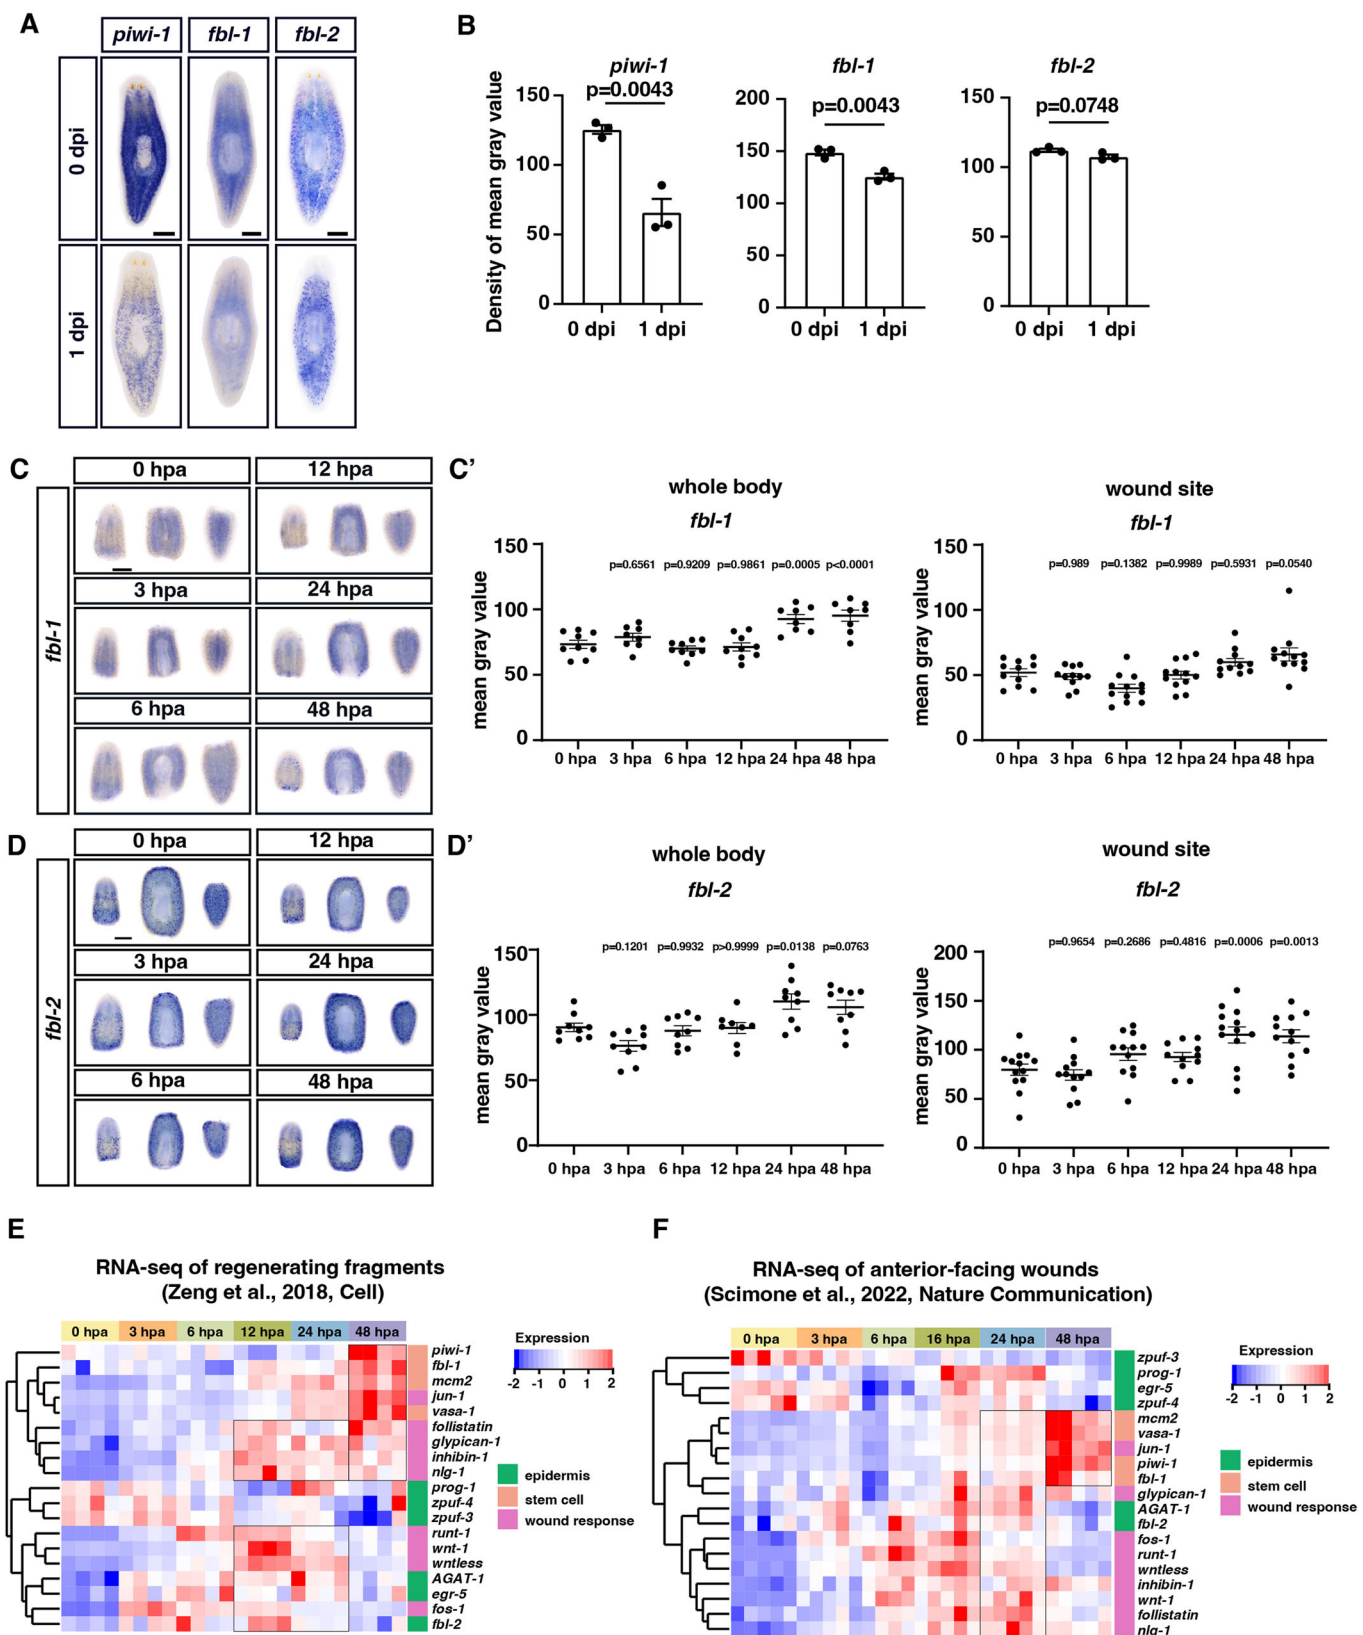 A
piwi-1 fbl-1 fbl-2
0 dpi
1 dpi
B
piwi-1 fbl-1 fbl-2
p=0.0043 p=0.0043 p=0.0748
Density of mean gray value
150
100
50
0
0 dpi 1 dpi
200
150
100
50
0
0 dpi 1 dpi
150
100
50
0
0 dpi 1 dpi
C
fbl-1
0 hpa 12 hpa
3 hpa 24 hpa
6 hpa 48 hpa
C'
whole body
fbl-1
mean gray value
150
100
50
0
p=0.6561 p=0.9209 p=0.9861 p=0.0005 p<0.0001
0 hpa 3 hpa 6 hpa 12 hpa 24 hpa 48 hpa
wound site
fbl-1
mean gray value
150
100
50
0
p=0.989 p=0.1382 p=0.9989 p=0.5931 p=0.0540
0 hpa 3 hpa 6 hpa 12 hpa 24 hpa 48 hpa
D
fbl-2
0 hpa 12 hpa
3 hpa 24 hpa
6 hpa 48 hpa
D'
whole body
fbl-2
mean gray value
150
100
50
0
p=0.1201 p=0.9932 p>0.9999 p=0.0138 p=0.0763
0 hpa 3 hpa 6 hpa 12 hpa 24 hpa 48 hpa
wound site
fbl-2
mean gray value
200
150
100
50
0
p=0.9654 p=0.2686 p=0.4816 p=0.0006 p=0.0013
0 hpa 3 hpa 6 hpa 12 hpa 24 hpa 48 hpa
E
RNA-seq of regenerating fragments
(Zeng et al., 2018, Cell)
0 hpa 3 hpa 6 hpa 12 hpa 24 hpa 48 hpa
piwi-1
fbl-1
mcm2
jun-1
vasa-1
follistatin
glypican-1
inhibin-1
nlg-1
prog-1
zpuf-4
zpuf-3
runt-1
wnt-1
wntless
AGAT-1
egr-5
fos-1
fbl-2
Expression
-2 -1 0 1 2
epidermis
stem cell
wound response
F
RNA-seq of anterior-facing wounds
(Scimone et al., 2022, Nature Communication)
0 hpa 3 hpa 6 hpa 16 hpa 24 hpa 48 hpa
zpuf-3
prog-1
egr-5
zpuf-4
mcm2
vasa-1
jun-1
piwi-1
fbl-1
glypican-1
AGAT-1
fbl-2
fos-1
runt-1
wntless
inhibin-1
wnt-1
follistatin
nlg-1
Expression
-2 -1 0 1 2
epidermis
stem cell
wound response